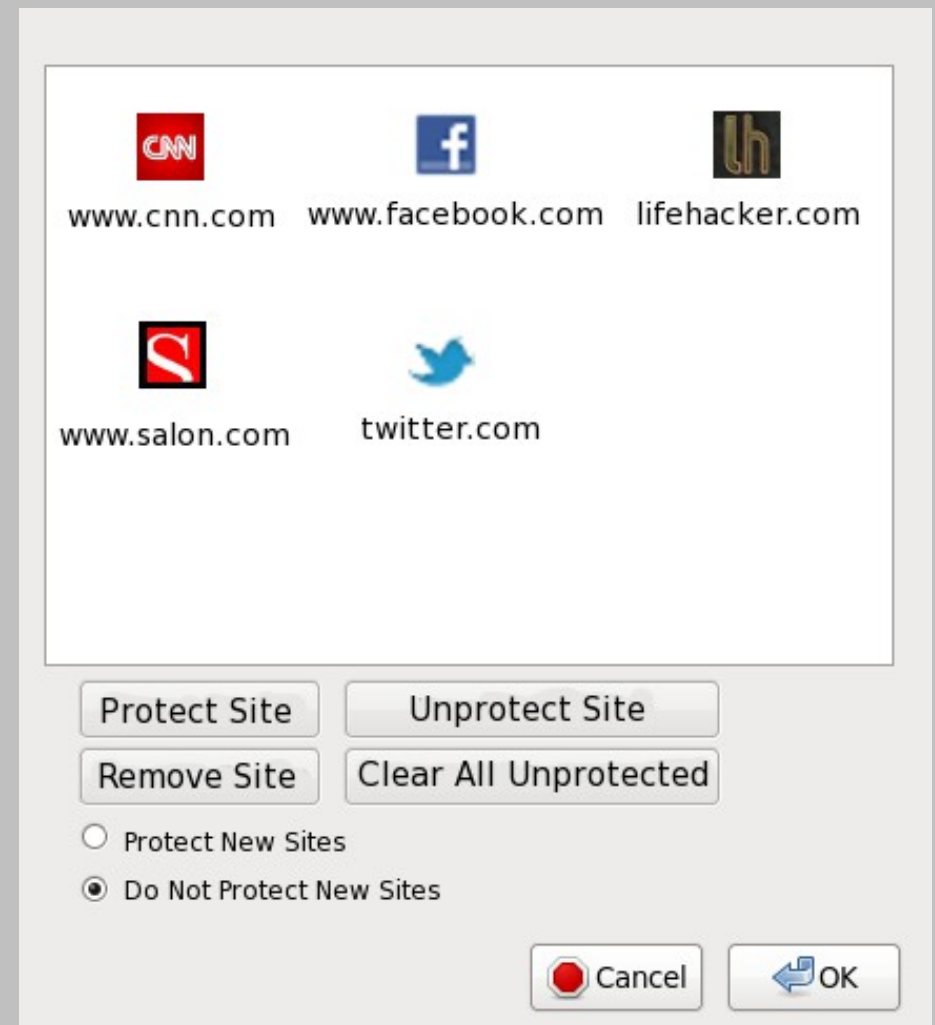 CNN
f
lh
www.cnn.com www.facebook.com lifehacker.com
S
www.salon.com twitter.com
Protect Site Unprotect Site
Remove Site Clear All Unprotected
Protect New Sites
Do Not Protect New Sites
Cancel OK